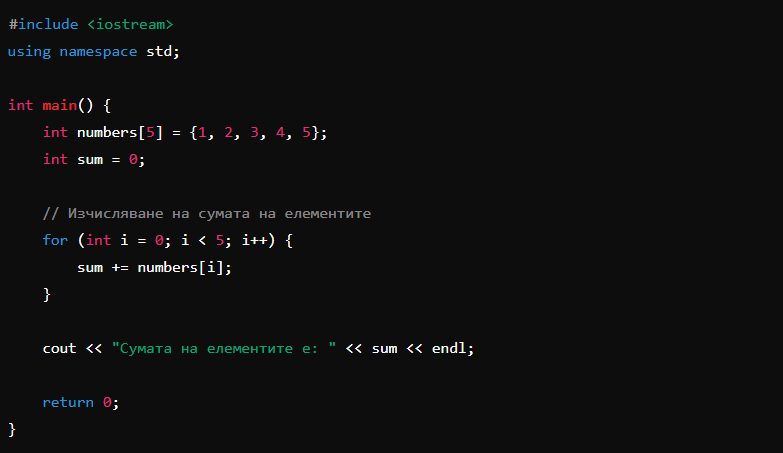 #include <iostream>
using namespace std;
int main() {
    int numbers[5] = {1, 2, 3, 4, 5};
    int sum = 0;
    // Изчисляване на сумата на елементите
    for (int i = 0; i < 5; i++) {
        sum += numbers[i];
    }
    cout << "Сумата на елементите е: " << sum << endl;
    return 0;
}